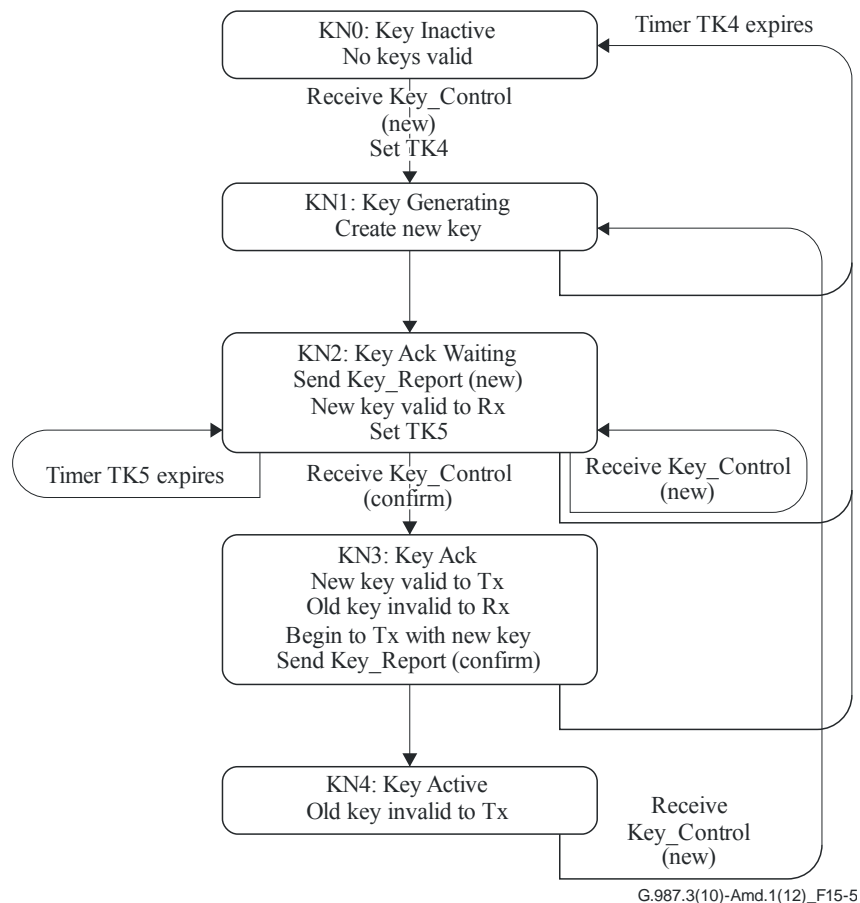 KN0: Key Inactive
No keys valid
Timer TK4 expires
Receive Key_Control
(new)
Set TK4
KN1: Key Generating
Create new key
KN2: Key Ack Waiting
Send Key_Report (new)
New key valid to Rx
Set TK5
Timer TK5 expires
Receive Key_Control
(confirm)
Receive Key_Control
(new)
KN3: Key Ack
New key valid to Tx
Old key invalid to Rx
Begin to Tx with new key
Send Key_Report (confirm)
KN4: Key Active
Old key invalid to Tx
Receive
Key_Control
(new)
G.987.3(10)-Amd.1(12)_F15-5